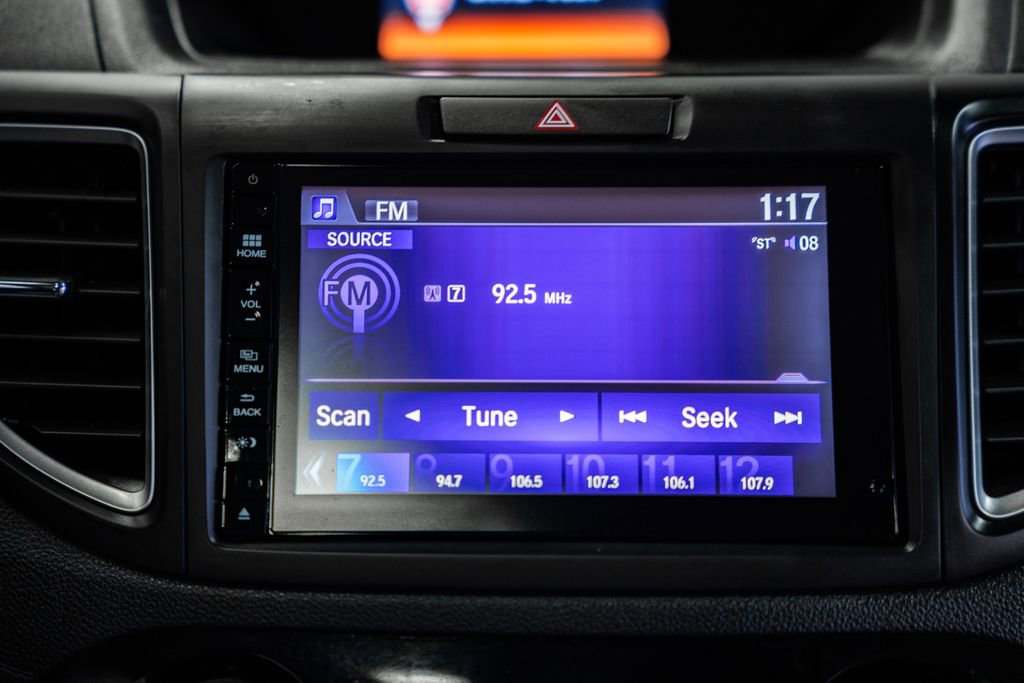 FM
1:17
SOURCE
"ST" 08
FM
7 92.5 MHz
HOME
+
VOL
−
MENU
BACK
Scan Tune Seek
7 8 9 10 11 12
92.5 94.7 106.5 107.3 106.1 107.9